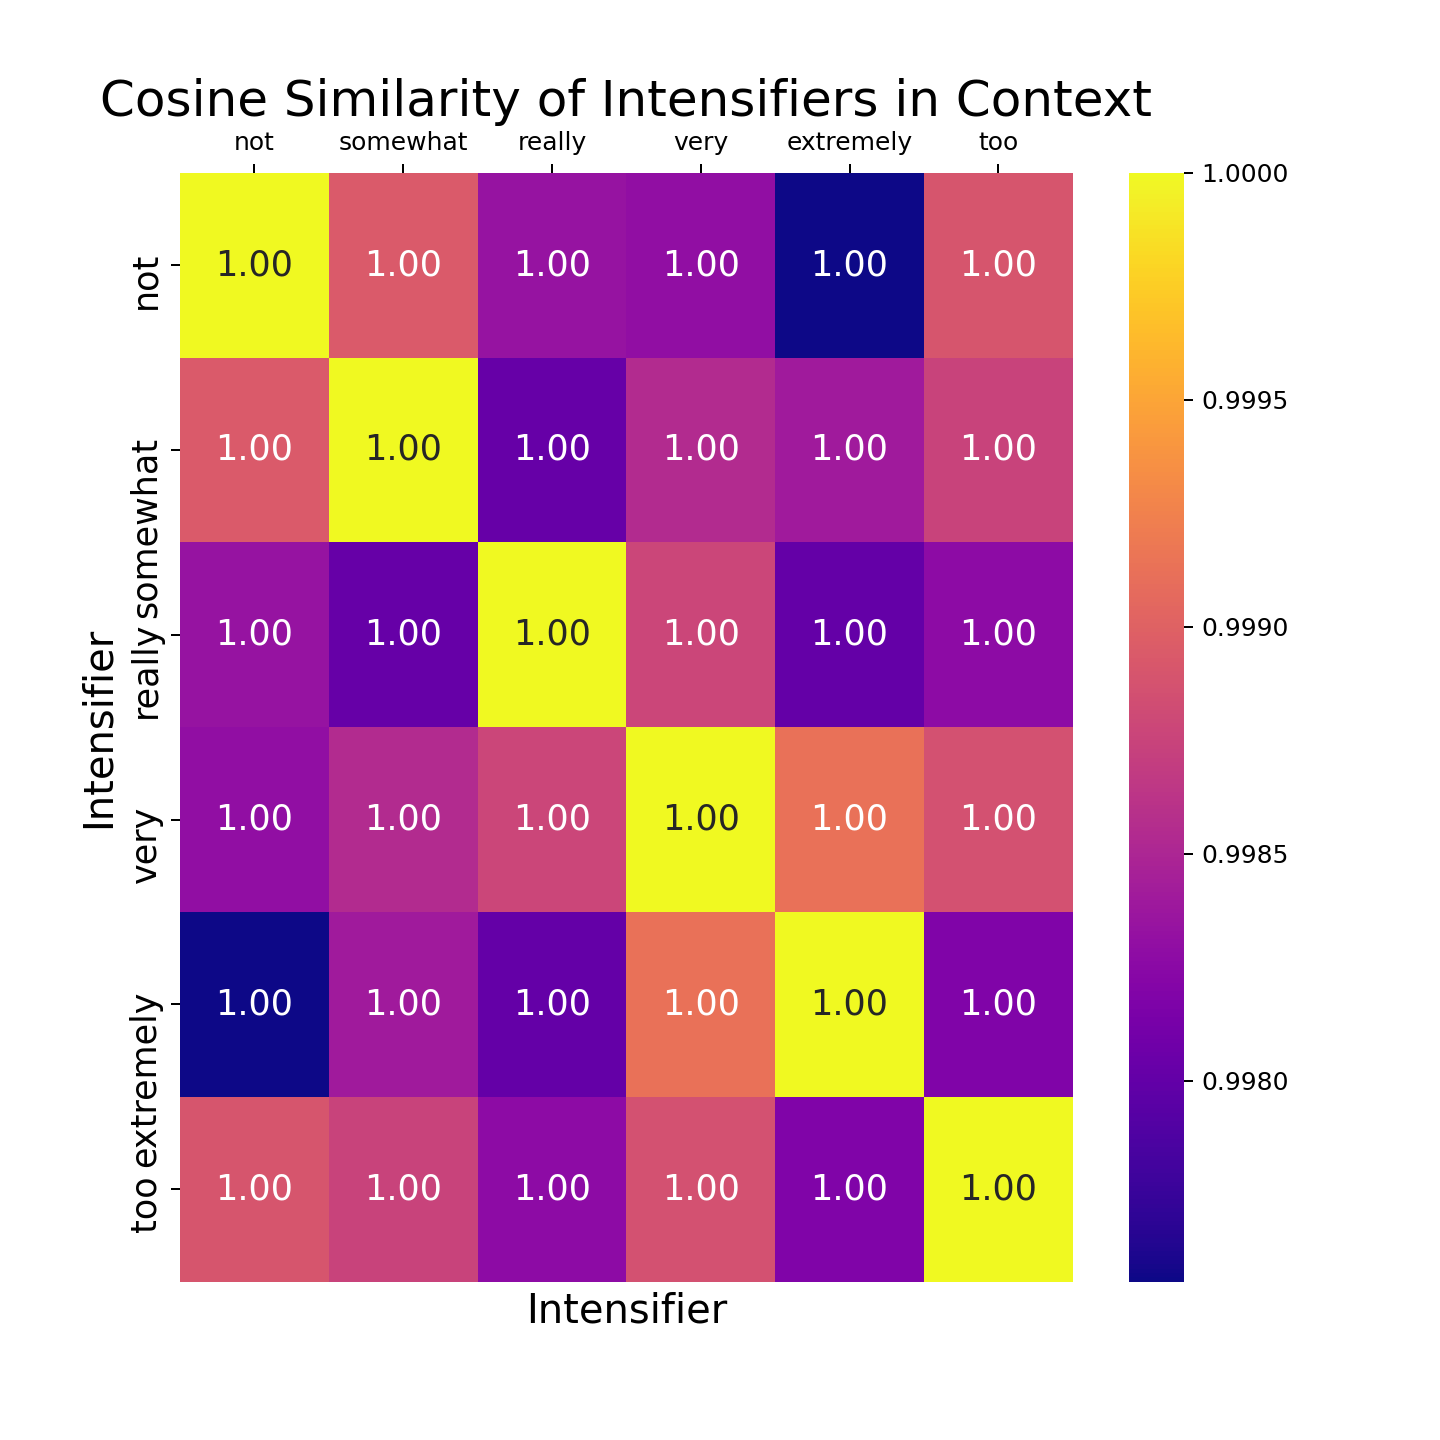 Cosine Similarity of Intensifiers in Context
not somewhat really very extremely too
not 1.00 1.00 1.00 1.00 1.00 1.00
somewhat 1.00 1.00 1.00 1.00 1.00 1.00
really 1.00 1.00 1.00 1.00 1.00 1.00
very 1.00 1.00 1.00 1.00 1.00 1.00
extremely 1.00 1.00 1.00 1.00 1.00 1.00
too 1.00 1.00 1.00 1.00 1.00 1.00
Intensifier
Intensifier
1.0000
0.9995
0.9990
0.9985
0.9980